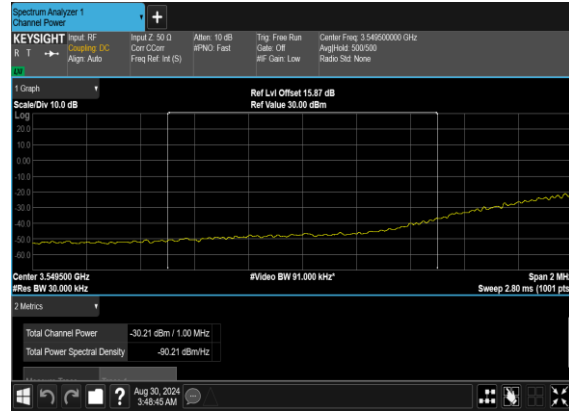 Spectrum Analyzer 1
Channel Power
KEYSIGHT
R T
LM
Input: RF
Coupling: DC
Align: Auto
Input Z: 50 Ω
Corr CCorr
Freq Ref: Int (S)
Atten: 10 dB
#PNO: Fast
Trig: Free Run
Gate: Off
#IF Gain: Low
Center Freq: 3.549500000 GHz
Avg|Hold: 500/500
Radio Std: None
1 Graph
Scale/Div 10.0 dB
Ref Lvl Offset 15.87 dB
Ref Value 30.00 dBm
Log
20.0
10.0
0.00
-10.0
-20.0
-30.0
-40.0
-50.0
-60.0
Center 3.549500 GHz
#Res BW 30.000 kHz
#Video BW 91.000 kHz*
Span 2 MH
Sweep 2.80 ms (1001 pts
2 Metrics
Total Channel Power -30.21 dBm / 1.00 MHz
Total Power Spectral Density -90.21 dBm/Hz
?
Aug 30, 2024
3:48:45 AM